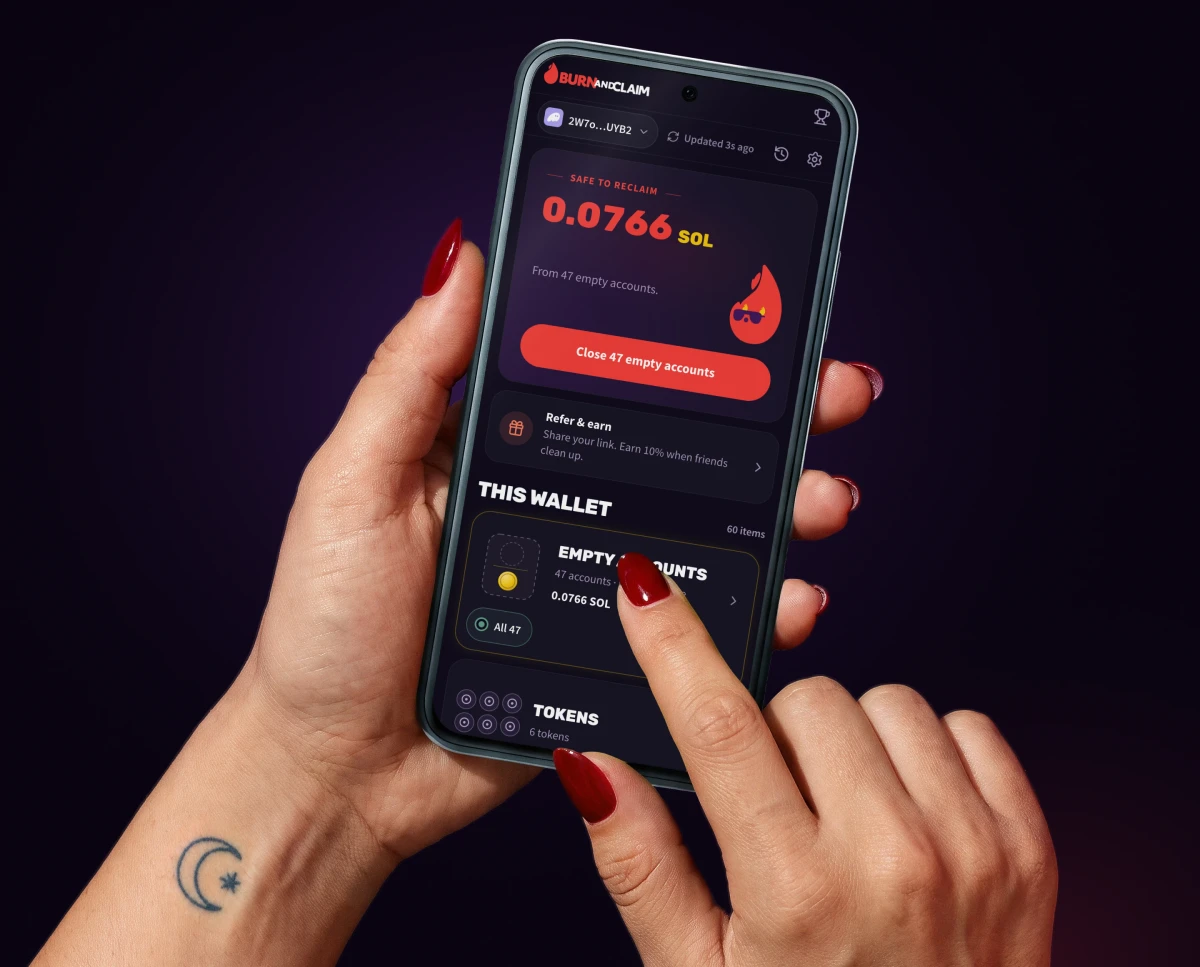 BURNANDCLAIM
2W7o...UYB2
Updated 3s ago
SAFE TO RECLAIM
0.0766 SOL
From 47 empty accounts.
Close 47 empty accounts
Refer & earn
Share your link. Earn 10% when friends
clean up.
THIS WALLET
60 items
EMPTY OUNTS
47 accounts ·
0.0766 SOL
All 47
TOKENS
6 tokens